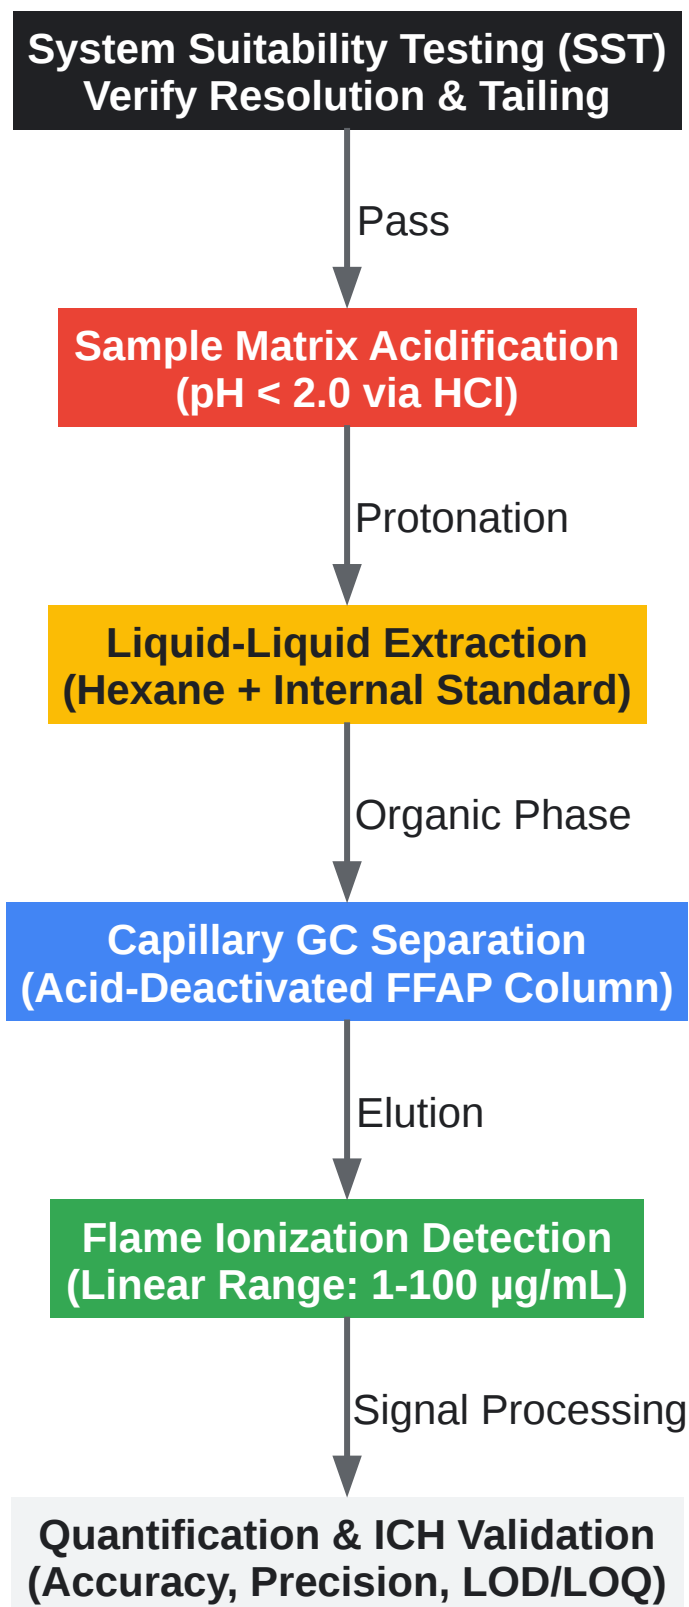 System Suitability Testing (SST)
Verify Resolution & Tailing
Pass
Sample Matrix Acidification
(pH < 2.0 via HCl)
Protonation
Liquid-Liquid Extraction
(Hexane + Internal Standard)
Organic Phase
Capillary GC Separation
(Acid-Deactivated FFAP Column)
Elution
Flame Ionization Detection
(Linear Range: 1-100 µg/mL)
Signal Processing
Quantification & ICH Validation
(Accuracy, Precision, LOD/LOQ)